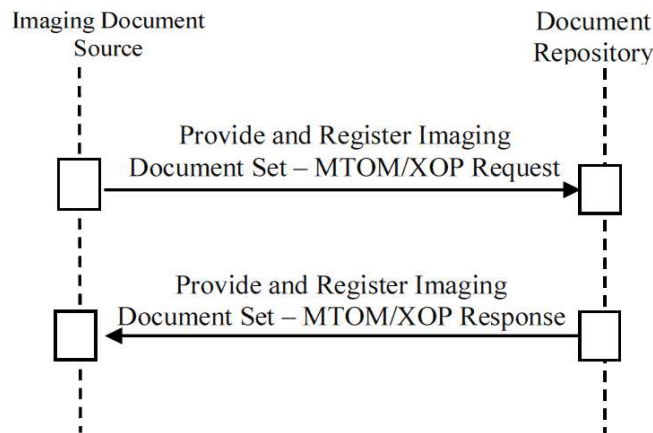 Imaging Document
Source
Document
Repository
Provide and Register Imaging
Document Set – MTOM/XOP Request
Provide and Register Imaging
Document Set – MTOM/XOP Response